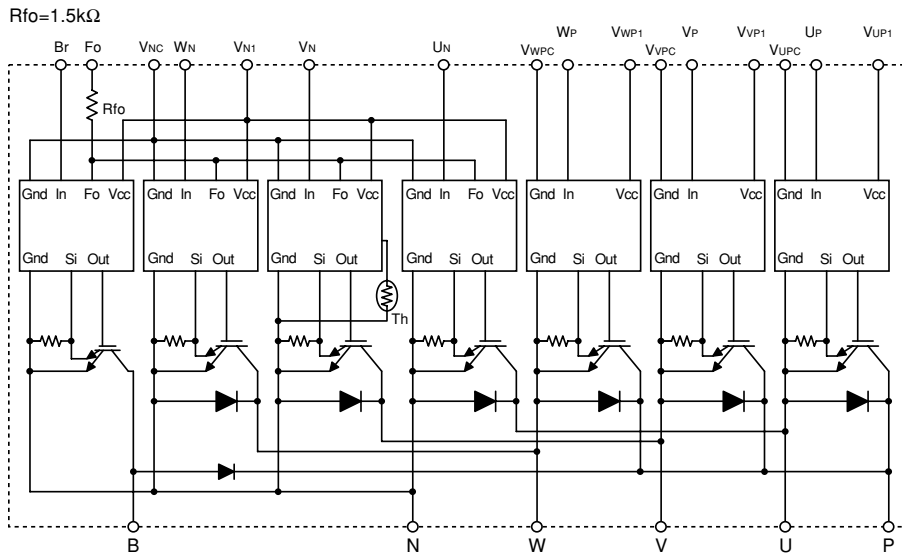 Rfo=1.5kΩ
Br Fo VNC WN VN1 VN UN VWPC WP VWP1 VVPC VP VVP1 VUPC UP VUP1
Rfo
Gnd In Fo Vcc Gnd In Fo Vcc Gnd In Fo Vcc Gnd In Fo Vcc Gnd In Vcc Gnd In Vcc Gnd In Vcc
Gnd Si Out Gnd Si Out Gnd Si Out Gnd Si Out Gnd Si Out Gnd Si Out Gnd Si Out
Th
B N W V U P